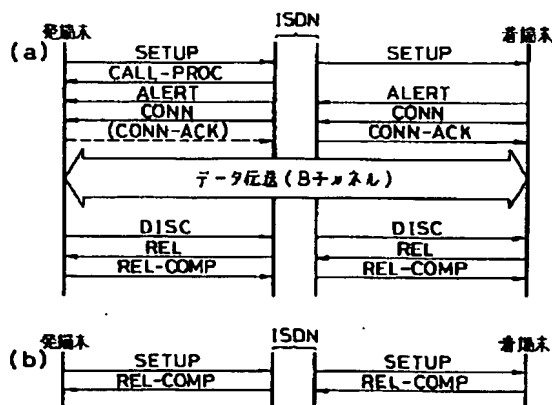 発端末 ISDN 着端末
(a) SETUP SETUP
CALL-PROC
ALERT ALERT
CONN CONN
(CONN-ACK) CONN-ACK
データ伝送(Bチャネル)
DISC DISC
REL REL
REL-COMP REL-COMP
発端末 ISDN 着端末
(b) SETUP SETUP
REL-COMP REL-COMP